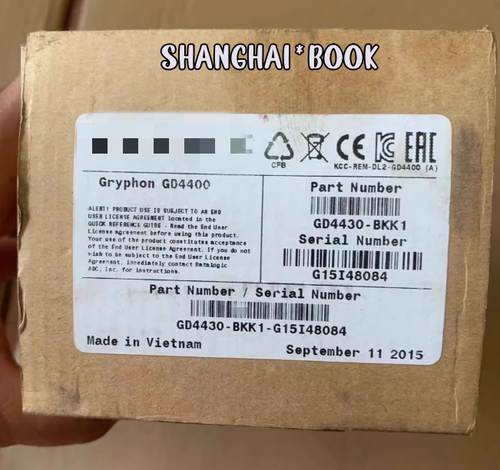 SHANGHAI*BOOK
CFB
KCC-REM-DL2-GD4400 (A)
Gryphon GD4400
ALERT! PRODUCT IS SUBJECT TO AN END
USER LICENSE AGREEMENT located in the
QUICK REFERENCE GUIDE - Read the End User
License Agreement before using this product.
Your use of the product constitutes acceptance
of the End User License Agreement. If you do not
wish to be subject to the End User License
Agreement, immediately contact Datalogic
ADC, Inc. for instructions.
Part Number
GD4430-BKK1
Serial Number
G15I48084
Part Number / Serial Number
GD4430-BKK1-G15I48084
Made in Vietnam
September 11 2015